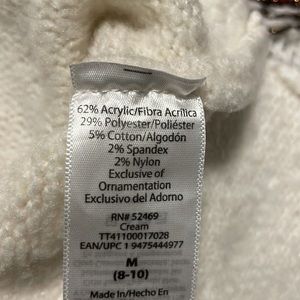 62% Acrylic/Fibra Acrílica
29% Polyester/Poliéster
5% Cotton/Algodón
2% Spandex
2% Nylon
Exclusive of
Ornamentation
Exclusivo del Adorno
RN# 52469
Cream
TT41100017028
EAN/UPC 1 9475444977
M
(8-10)
Made In/Hecho En